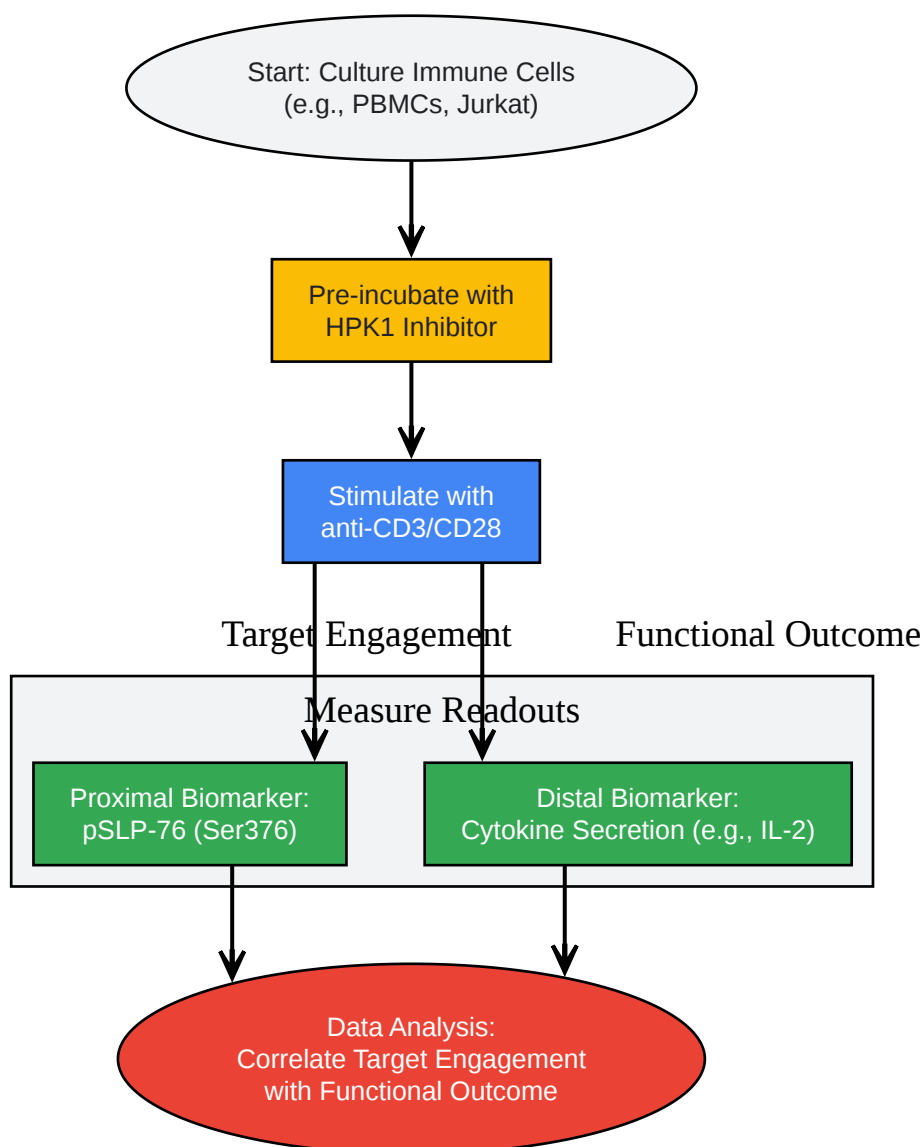 Start: Culture Immune Cells
(e.g., PBMCs, Jurkat)
Pre-incubate with
HPK1 Inhibitor
Stimulate with
anti-CD3/CD28
Target Engagement
Functional Outcome
Measure Readouts
Proximal Biomarker:
pSLP-76 (Ser376)
Distal Biomarker:
Cytokine Secretion (e.g., IL-2)
Data Analysis:
Correlate Target Engagement
with Functional Outcome